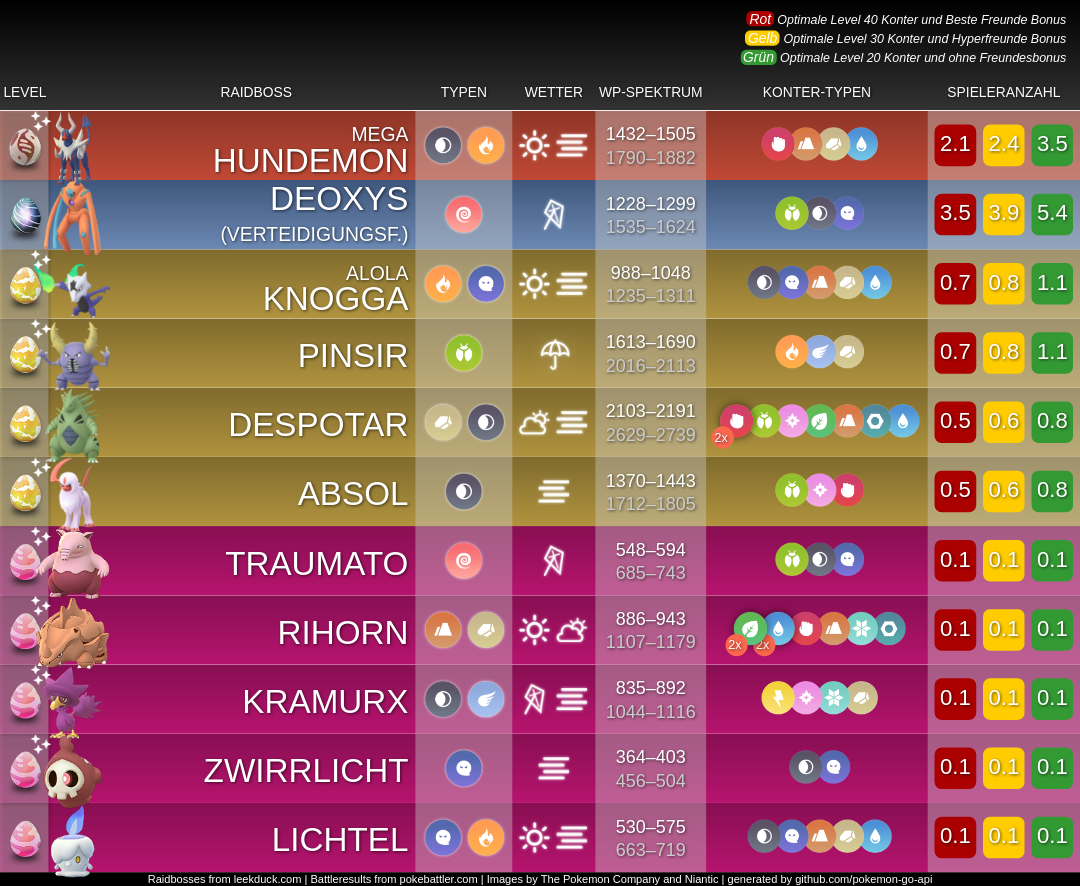 Rot Optimale Level 40 Konter und Beste Freunde Bonus
Gelb Optimale Level 30 Konter und Hyperfreunde Bonus
Grün Optimale Level 20 Konter und ohne Freundesbonus
LEVEL RAIDBOSS TYPEN WETTER WP-SPEKTRUM KONTER-TYPEN SPIELERANZAHL
MEGA
HUNDEMON
1432–1505
1790–1882
2.1 2.4 3.5
DEOXYS
(VERTEIDIGUNGSF.)
1228–1299
1535–1624
3.5 3.9 5.4
ALOLA
KNOGGA
988–1048
1235–1311
0.7 0.8 1.1
PINSIR
1613–1690
2016–2113
0.7 0.8 1.1
DESPOTAR
2103–2191
2629–2739
2x
0.5 0.6 0.8
ABSOL
1370–1443
1712–1805
0.5 0.6 0.8
TRAUMATO
548–594
685–743
0.1 0.1 0.1
RIHORN
886–943
1107–1179
2x 2x
0.1 0.1 0.1
KRAMURX
835–892
1044–1116
0.1 0.1 0.1
ZWIRRLICHT
364–403
456–504
0.1 0.1 0.1
LICHTEL
530–575
663–719
0.1 0.1 0.1
Raidbosses from leekduck.com | Battleresults from pokebattler.com | Images by The Pokemon Company and Niantic | generated by github.com/pokemon-go-api